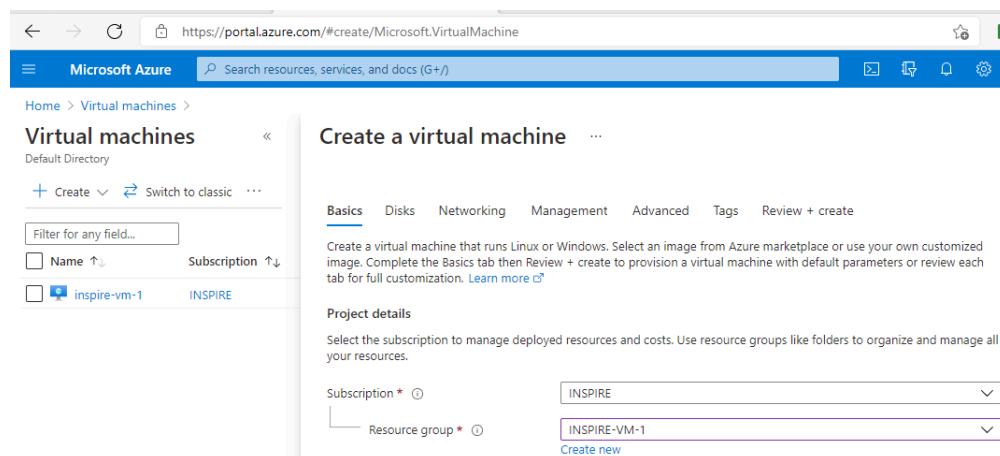 https://portal.azure.com/#create/Microsoft.VirtualMachine
Microsoft Azure
Search resources, services, and docs (G+/)
Home > Virtual machines >
Virtual machines
«
Default Directory
+ Create
Switch to classic
...
Filter for any field...
Name ↑↓
Subscription ↑↓
inspire-vm-1
INSPIRE
Create a virtual machine
...
Basics
Disks
Networking
Management
Advanced
Tags
Review + create
Create a virtual machine that runs Linux or Windows. Select an image from Azure marketplace or use your own customized
image. Complete the Basics tab then Review + create to provision a virtual machine with default parameters or review each
tab for full customization. Learn more
Project details
Select the subscription to manage deployed resources and costs. Use resource groups like folders to organize and manage all
your resources.
Subscription *
INSPIRE
Resource group *
INSPIRE-VM-1
Create new